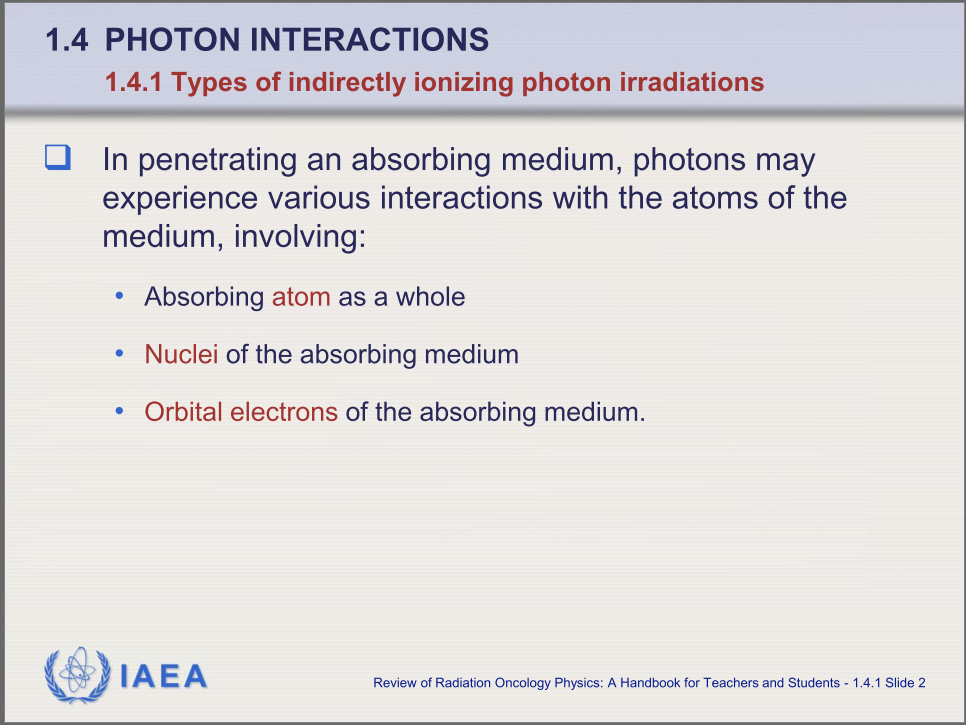 1.4 PHOTON INTERACTIONS
1.4.1 Types of indirectly ionizing photon irradiations
In penetrating an absorbing medium, photons may
experience various interactions with the atoms of the
medium, involving:
• Absorbing atom as a whole
• Nuclei of the absorbing medium
• Orbital electrons of the absorbing medium.
IAEA
Review of Radiation Oncology Physics: A Handbook for Teachers and Students - 1.4.1 Slide 2